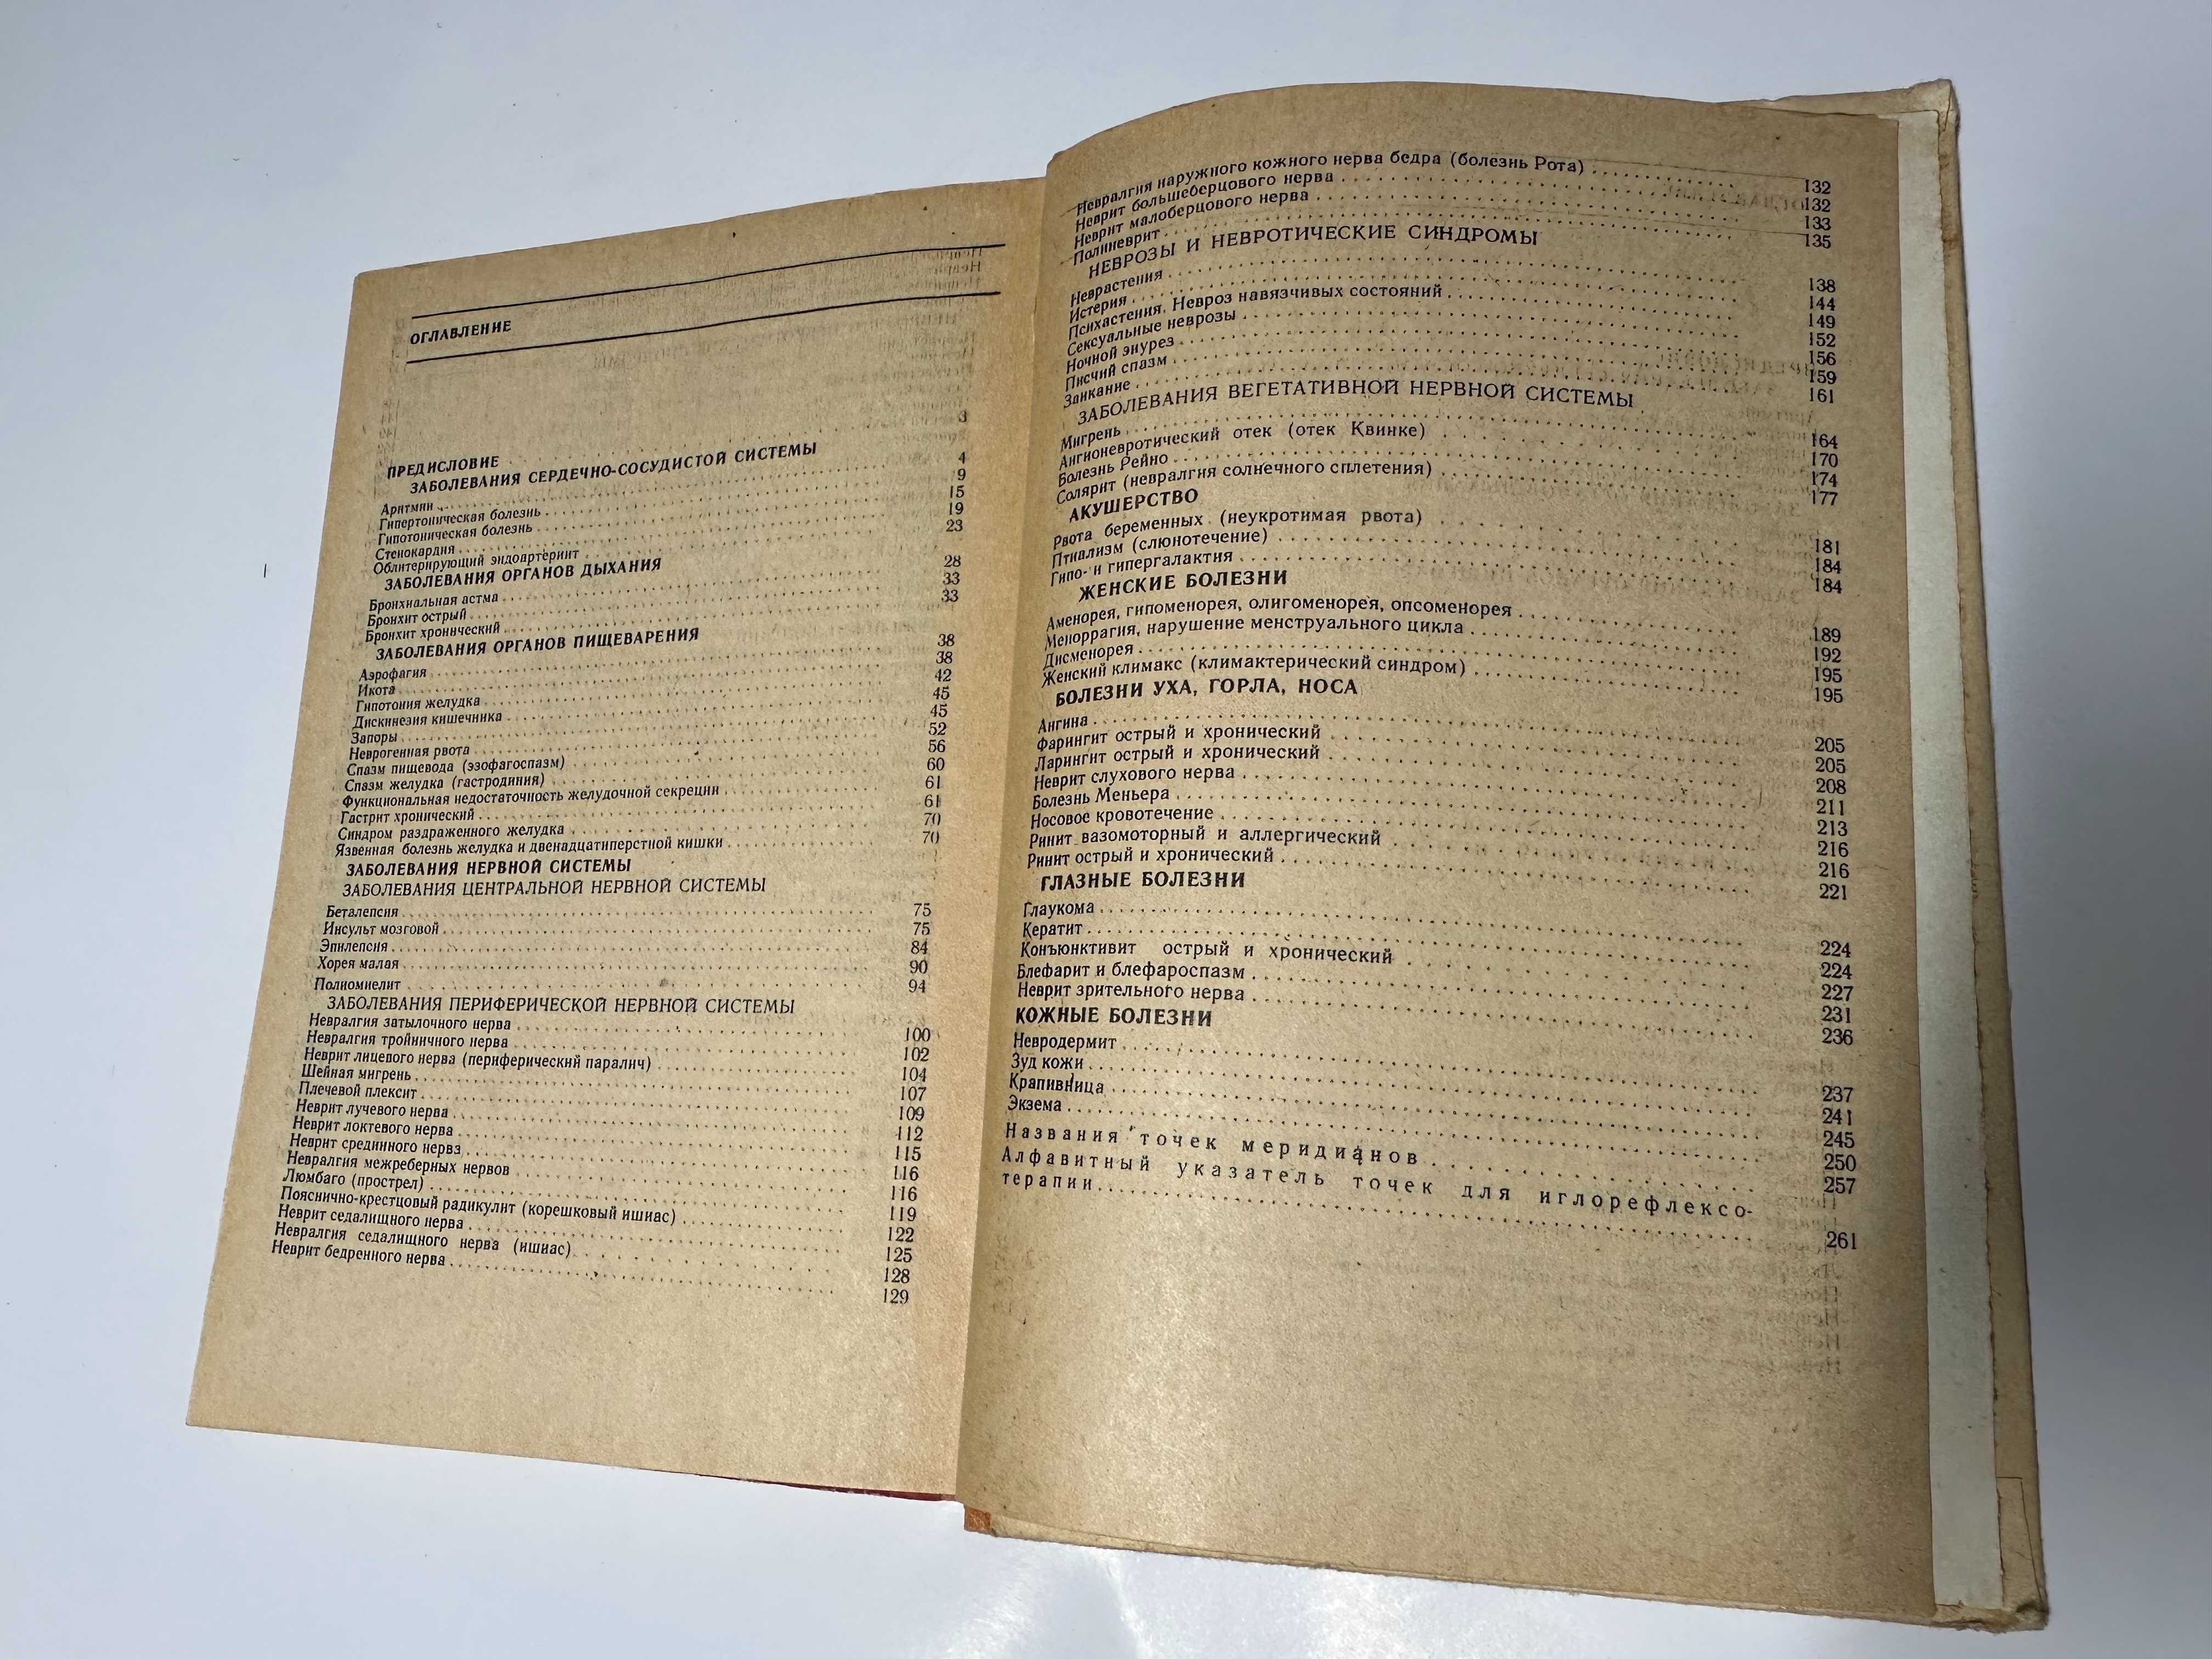 ОГЛАВЛЕНИЕ
ПРЕДИСЛОВИЕ . . . 3
ЗАБОЛЕВАНИЯ СЕРДЕЧНО-СОСУДИСТОЙ СИСТЕМЫ
Аритмии . . . 4
Гипертоническая болезнь . . . 9
Гипотоническая болезнь . . . 15
Стенокардия . . . 19
Облитерирующий эндоартериит . . . 23
ЗАБОЛЕВАНИЯ ОРГАНОВ ДЫХАНИЯ
Бронхиальная астма . . . 28
Бронхит острый . . . 33
Бронхит хронический . . . 33
ЗАБОЛЕВАНИЯ ОРГАНОВ ПИЩЕВАРЕНИЯ
Аэрофагия . . . 38
Икота . . . 38
Гипотония желудка . . . 42
Дискинезия кишечника . . . 45
Запоры . . . 45
Неврогенная рвота . . . 52
Спазм пищевода (эзофагоспазм) . . . 56
Спазм желудка (гастродиния) . . . 60
Функциональная недостаточность желудочной секреции . . . 61
Гастрит хронический . . . 61
Синдром раздраженного желудка . . . 70
Язвенная болезнь желудка и двенадцатиперстной кишки . . . 70
ЗАБОЛЕВАНИЯ НЕРВНОЙ СИСТЕМЫ
ЗАБОЛЕВАНИЯ ЦЕНТРАЛЬНОЙ НЕРВНОЙ СИСТЕМЫ
Беталепсия . . . 75
Инсульт мозговой . . . 75
Эпилепсия . . . 84
Хорея малая . . . 90
Полиомиелит . . . 94
ЗАБОЛЕВАНИЯ ПЕРИФЕРИЧЕСКОЙ НЕРВНОЙ СИСТЕМЫ
Невралгия затылочного нерва . . . 100
Невралгия тройничного нерва . . . 102
Неврит лицевого нерва (периферический паралич) . . . 104
Шейная мигрень . . . 107
Плечевой плексит . . . 109
Неврит лучевого нерва . . . 112
Неврит локтевого нерва . . . 115
Неврит срединного нерва . . . 116
Невралгия межреберных нервов . . . 116
Люмбаго (прострел) . . . 119
Пояснично-крестцовый радикулит (корешковый ишиас) . . . 122
Неврит седалищного нерва . . . 125
Невралгия седалищного нерва (ишиас) . . . 128
Неврит бедренного нерва . . . 129
Невралгия наружного кожного нерва бедра (болезнь Рота) . . . 132
Неврит большеберцового нерва . . . 132
Неврит малоберцового нерва . . . 133
Полиневрит . . . 135
НЕВРОЗЫ И НЕВРОТИЧЕСКИЕ СИНДРОМЫ
Неврастения . . . 138
Истерия . . . 144
Психастения. Невроз навязчивых состояний . . . 149
Сексуальные неврозы . . . 152
Ночной энурез . . . 156
Писчий спазм . . . 159
Заикание . . . 161
ЗАБОЛЕВАНИЯ ВЕГЕТАТИВНОЙ НЕРВНОЙ СИСТЕМЫ
Мигрень . . . 164
Ангионевротический отек (отек Квинке) . . . 170
Болезнь Рейно . . . 174
Солярит (невралгия солнечного сплетения) . . . 177
АКУШЕРСТВО
Рвота беременных (неукротимая рвота) . . . 181
Птиализм (слюнотечение) . . . 184
Гипо- и гипергалактия . . . 184
ЖЕНСКИЕ БОЛЕЗНИ
Аменорея, гипоменорея, олигоменорея, опсоменорея . . . 189
Меноррагия, нарушение менструального цикла . . . 192
Дисменорея . . . 195
Женский климакс (климактерический синдром) . . . 195
БОЛЕЗНИ УХА, ГОРЛА, НОСА
Ангина . . . 205
Фарингит острый и хронический . . . 205
Ларингит острый и хронический . . . 208
Неврит слухового нерва . . . 211
Болезнь Меньера . . . 213
Носовое кровотечение . . . 216
Ринит вазомоторный и аллергический . . . 216
Ринит острый и хронический . . . 221
ГЛАЗНЫЕ БОЛЕЗНИ
Глаукома . . . 224
Кератит . . . 224
Конъюнктивит острый и хронический . . . 227
Блефарит и блефароспазм . . . 231
Неврит зрительного нерва . . . 236
КОЖНЫЕ БОЛЕЗНИ
Невродермит . . . 237
Зуд кожи . . . 241
Крапивница . . . 245
Экзема . . . 250
Названия точек меридианов . . . 257
Алфавитный указатель точек для иглорефлексо-
терапии . . . 261